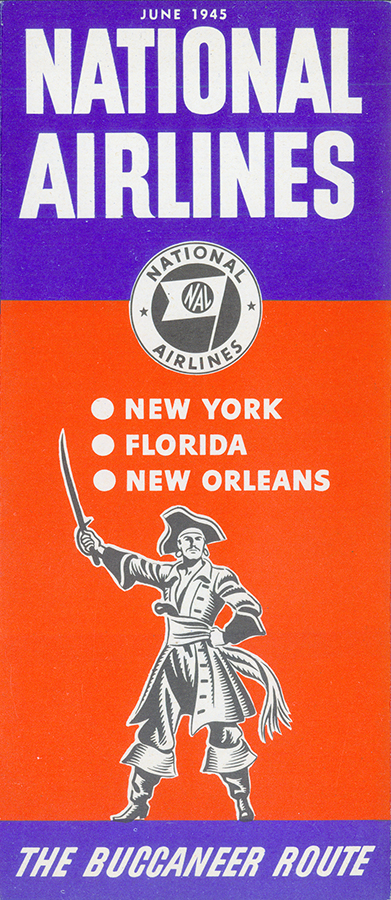 JUNE 1945
NATIONAL
AIRLINES
NATIONAL
NAL
AIRLINES
NEW YORK
FLORIDA
NEW ORLEANS
THE BUCCANEER ROUTE